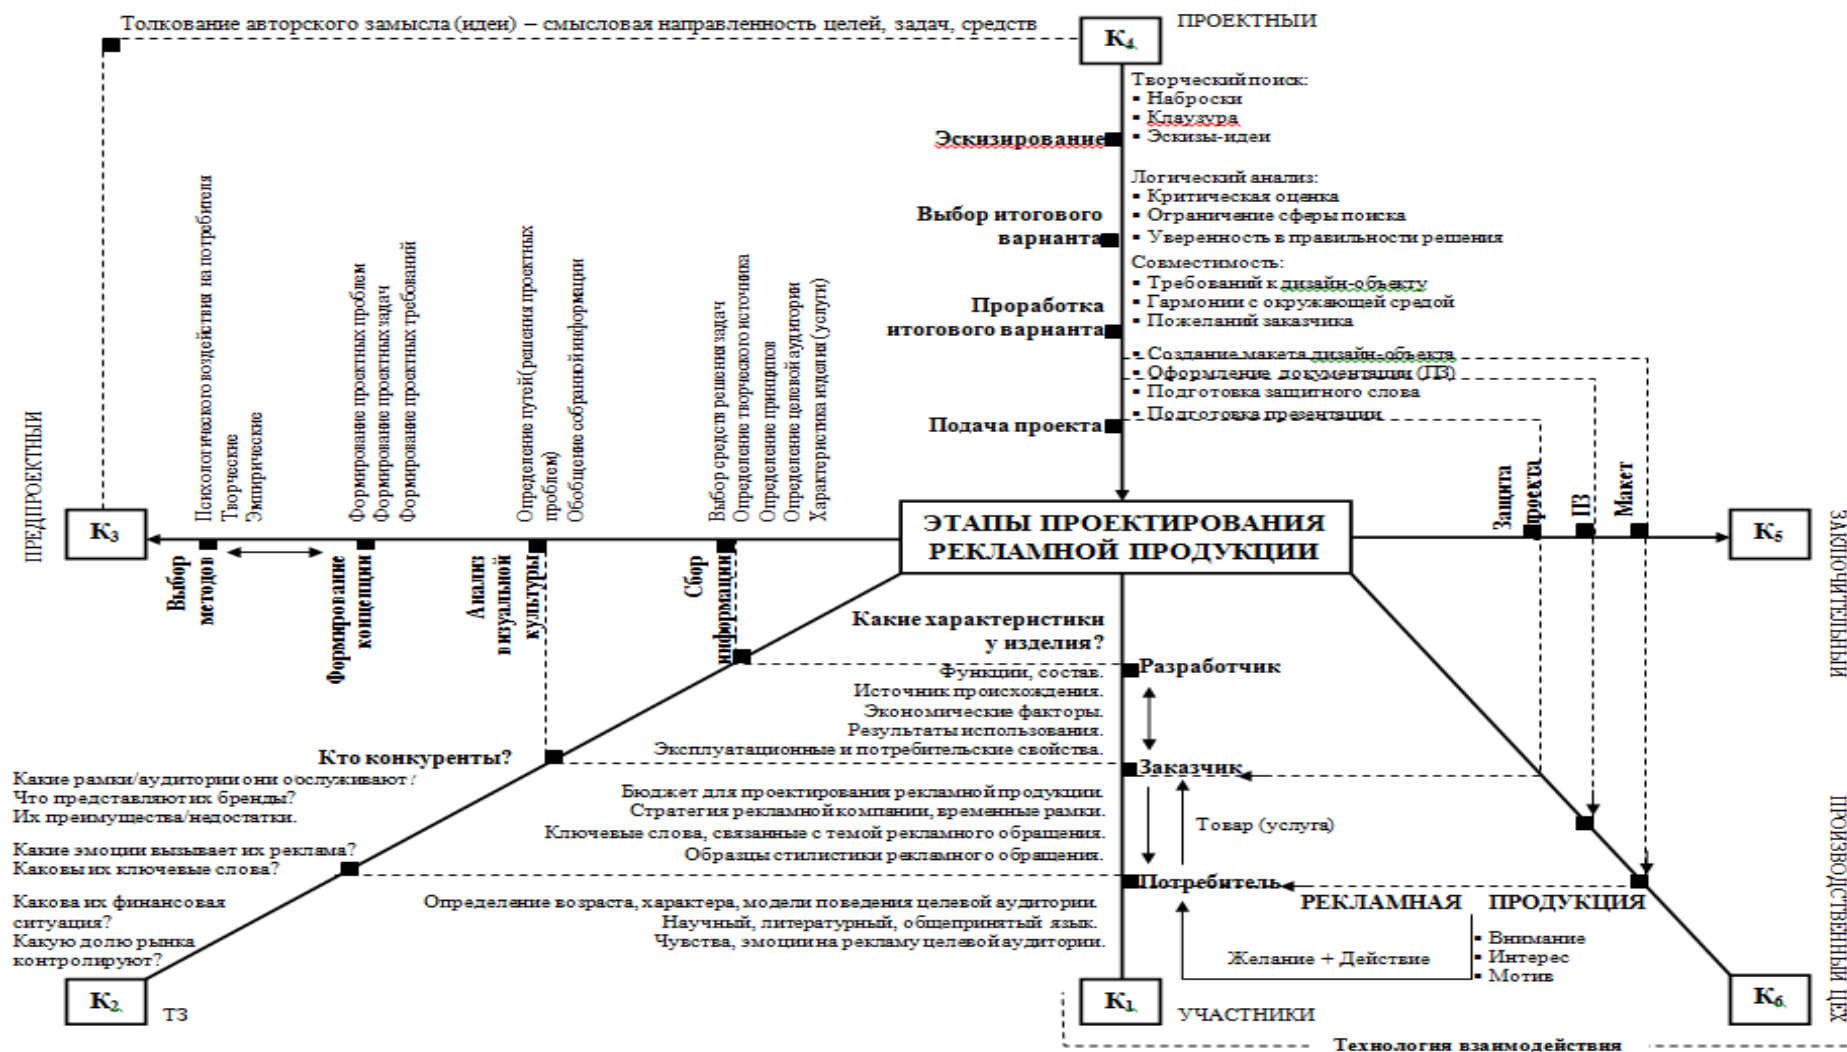 Толкование авторского замысла (идеи) – смысловая направленность целей, задач, средств
К4
ПРОЕКТНЫЙ
Творческий поиск:
▪ Наброски
▪ Клаузура
▪ Эскизы-идеи
Эскизирование
Логический анализ:
▪ Критическая оценка
▪ Ограничение сферы поиска
▪ Уверенность в правильности решения
Выбор итогового
варианта
Совместимость:
▪ Требований к дизайн-объекту
▪ Гармонии с окружающей средой
▪ Пожеланий заказчика
Проработка
итогового варианта
▪ Создание макета дизайн-объекта
▪ Оформление документации (ПЗ)
▪ Подготовка защитного слова
▪ Подготовка презентации
Подача проекта
ПРЕДПРОЕКТНЫЙ
К3
Психологического воздействия на потребителя
Творческие
Эмпирические
Формирование проектных проблем
Формирование проектных задач
Формирование проектных требований
Определение путей(решения проектных
проблем)
Обобщение собранной информации
Выбор средств решения задач
Определение творческого источника
Определение принципов
Определение целевой аудитории
Характеристика изделия (услуги)
Выбор
методов
Формирование
концепции
Анализ
визуальной
культуры
Сбор
информации
ЭТАПЫ ПРОЕКТИРОВАНИЯ
РЕКЛАМНОЙ ПРОДУКЦИИ
Защита
проекта
ПЗ
Макет
К5
ЗАКЛЮЧИТЕЛЬНЫЙ
Какие характеристики
у изделия?
Функции, состав.
Источник происхождения.
Экономические факторы.
Результаты использования.
Эксплуатационные и потребительские свойства.
Разработчик
Кто конкуренты?
Какие рамки/аудитории они обслуживают?
Что представляют их бренды?
Их преимущества/недостатки.
Какие эмоции вызывает их реклама?
Каковы их ключевые слова?
Какова их финансовая
ситуация?
Какую долю рынка
контролируют?
Заказчик
Бюджет для проектирования рекламной продукции.
Стратегия рекламной компании, временные рамки.
Ключевые слова, связанные с темой рекламного обращения.
Образцы стилистики рекламного обращения.
Товар (услуга)
Потребитель
Определение возраста, характера, модели поведения целевой аудитории.
Научный, литературный, общепринятый язык.
Чувства, эмоции на рекламу целевой аудитории.
РЕКЛАМНАЯ ПРОДУКЦИЯ
▪ Внимание
▪ Интерес
▪ Мотив
Желание + Действие
К2
ТЗ
К1
УЧАСТНИКИ
К6
ПРОИЗВОДСТВЕННЫЙ ЦЕХ
Технология взаимодействия